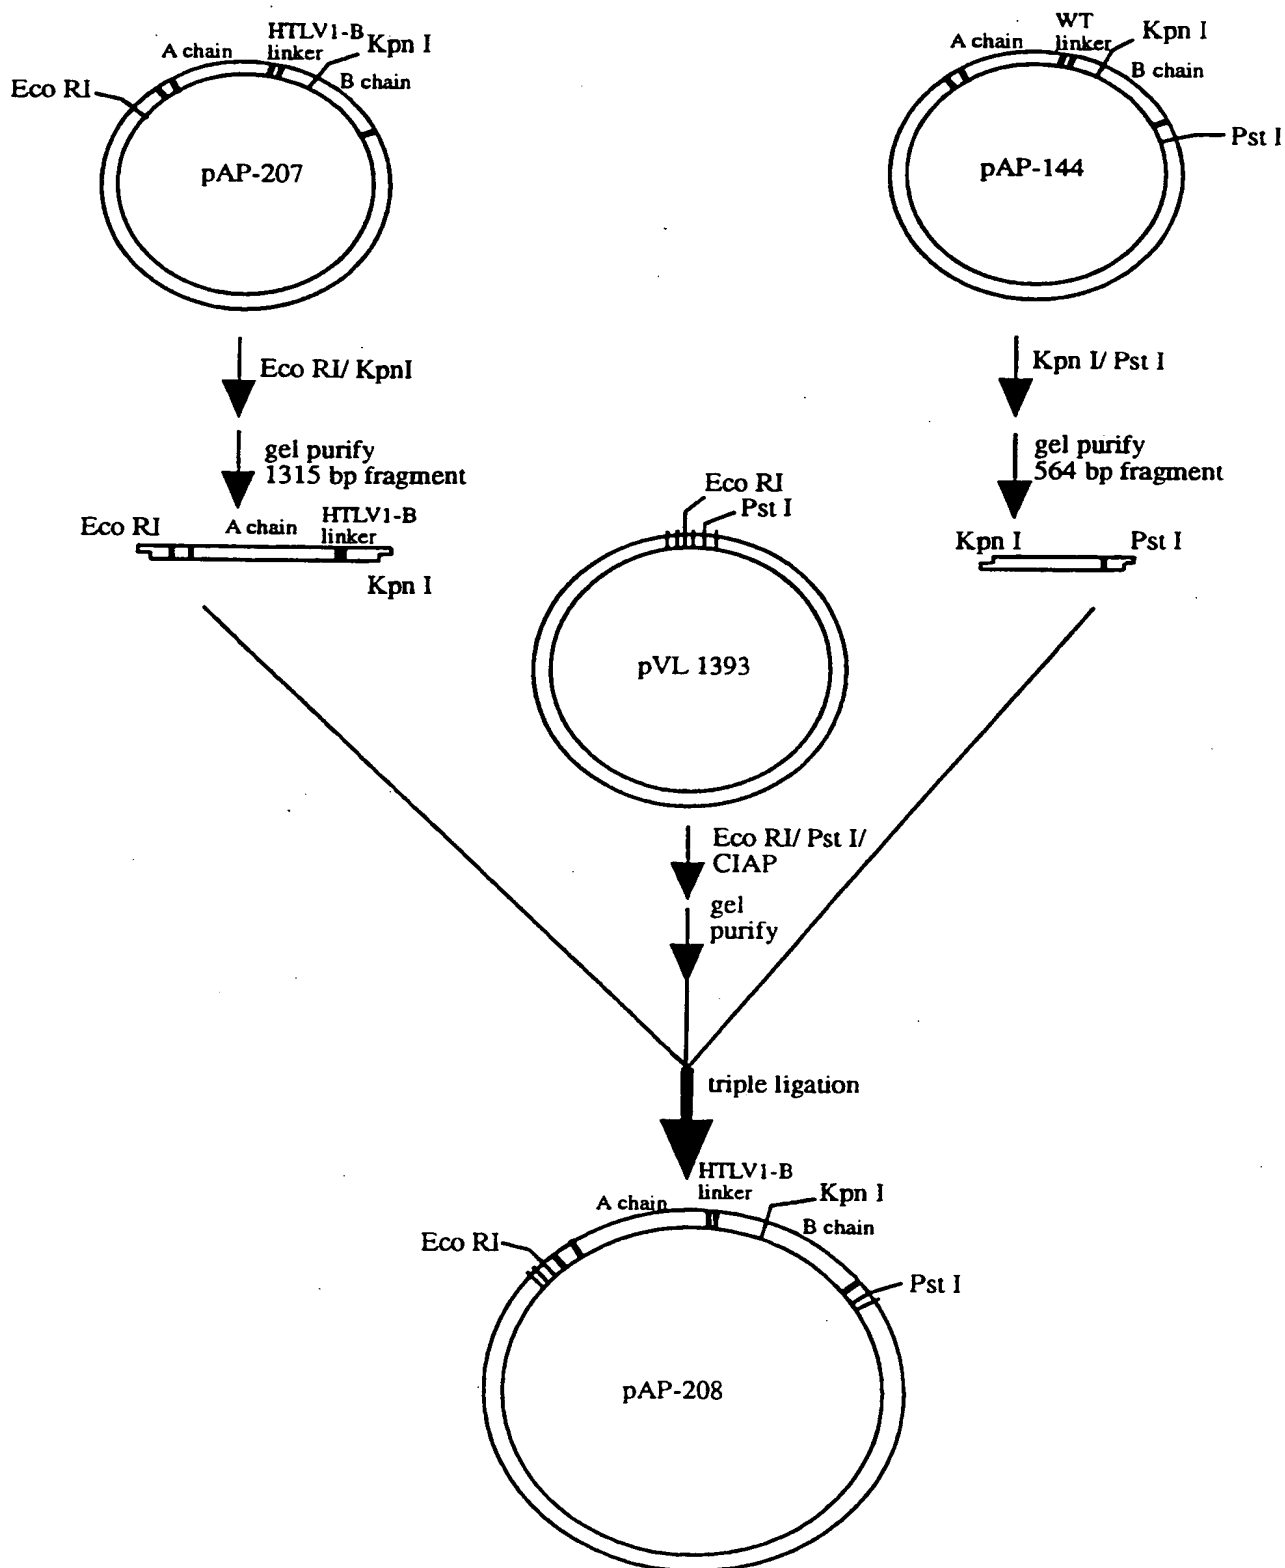 A chain
HTLV1-B
linker
Kpn I
B chain
Eco RI
pAP-207
A chain
WT
linker
Kpn I
B chain
Pst I
pAP-144
Eco RI/ KpnI
gel purify
1315 bp fragment
Kpn I/ Pst I
gel purify
564 bp fragment
Eco RI
A chain
HTLV1-B
linker
Kpn I
Eco RI
Pst I
pVL 1393
Kpn I
Pst I
Eco RI/ Pst I/
CIAP
gel
purify
triple ligation
HTLV1-B
linker
A chain
Kpn I
B chain
Eco RI
Pst I
pAP-208